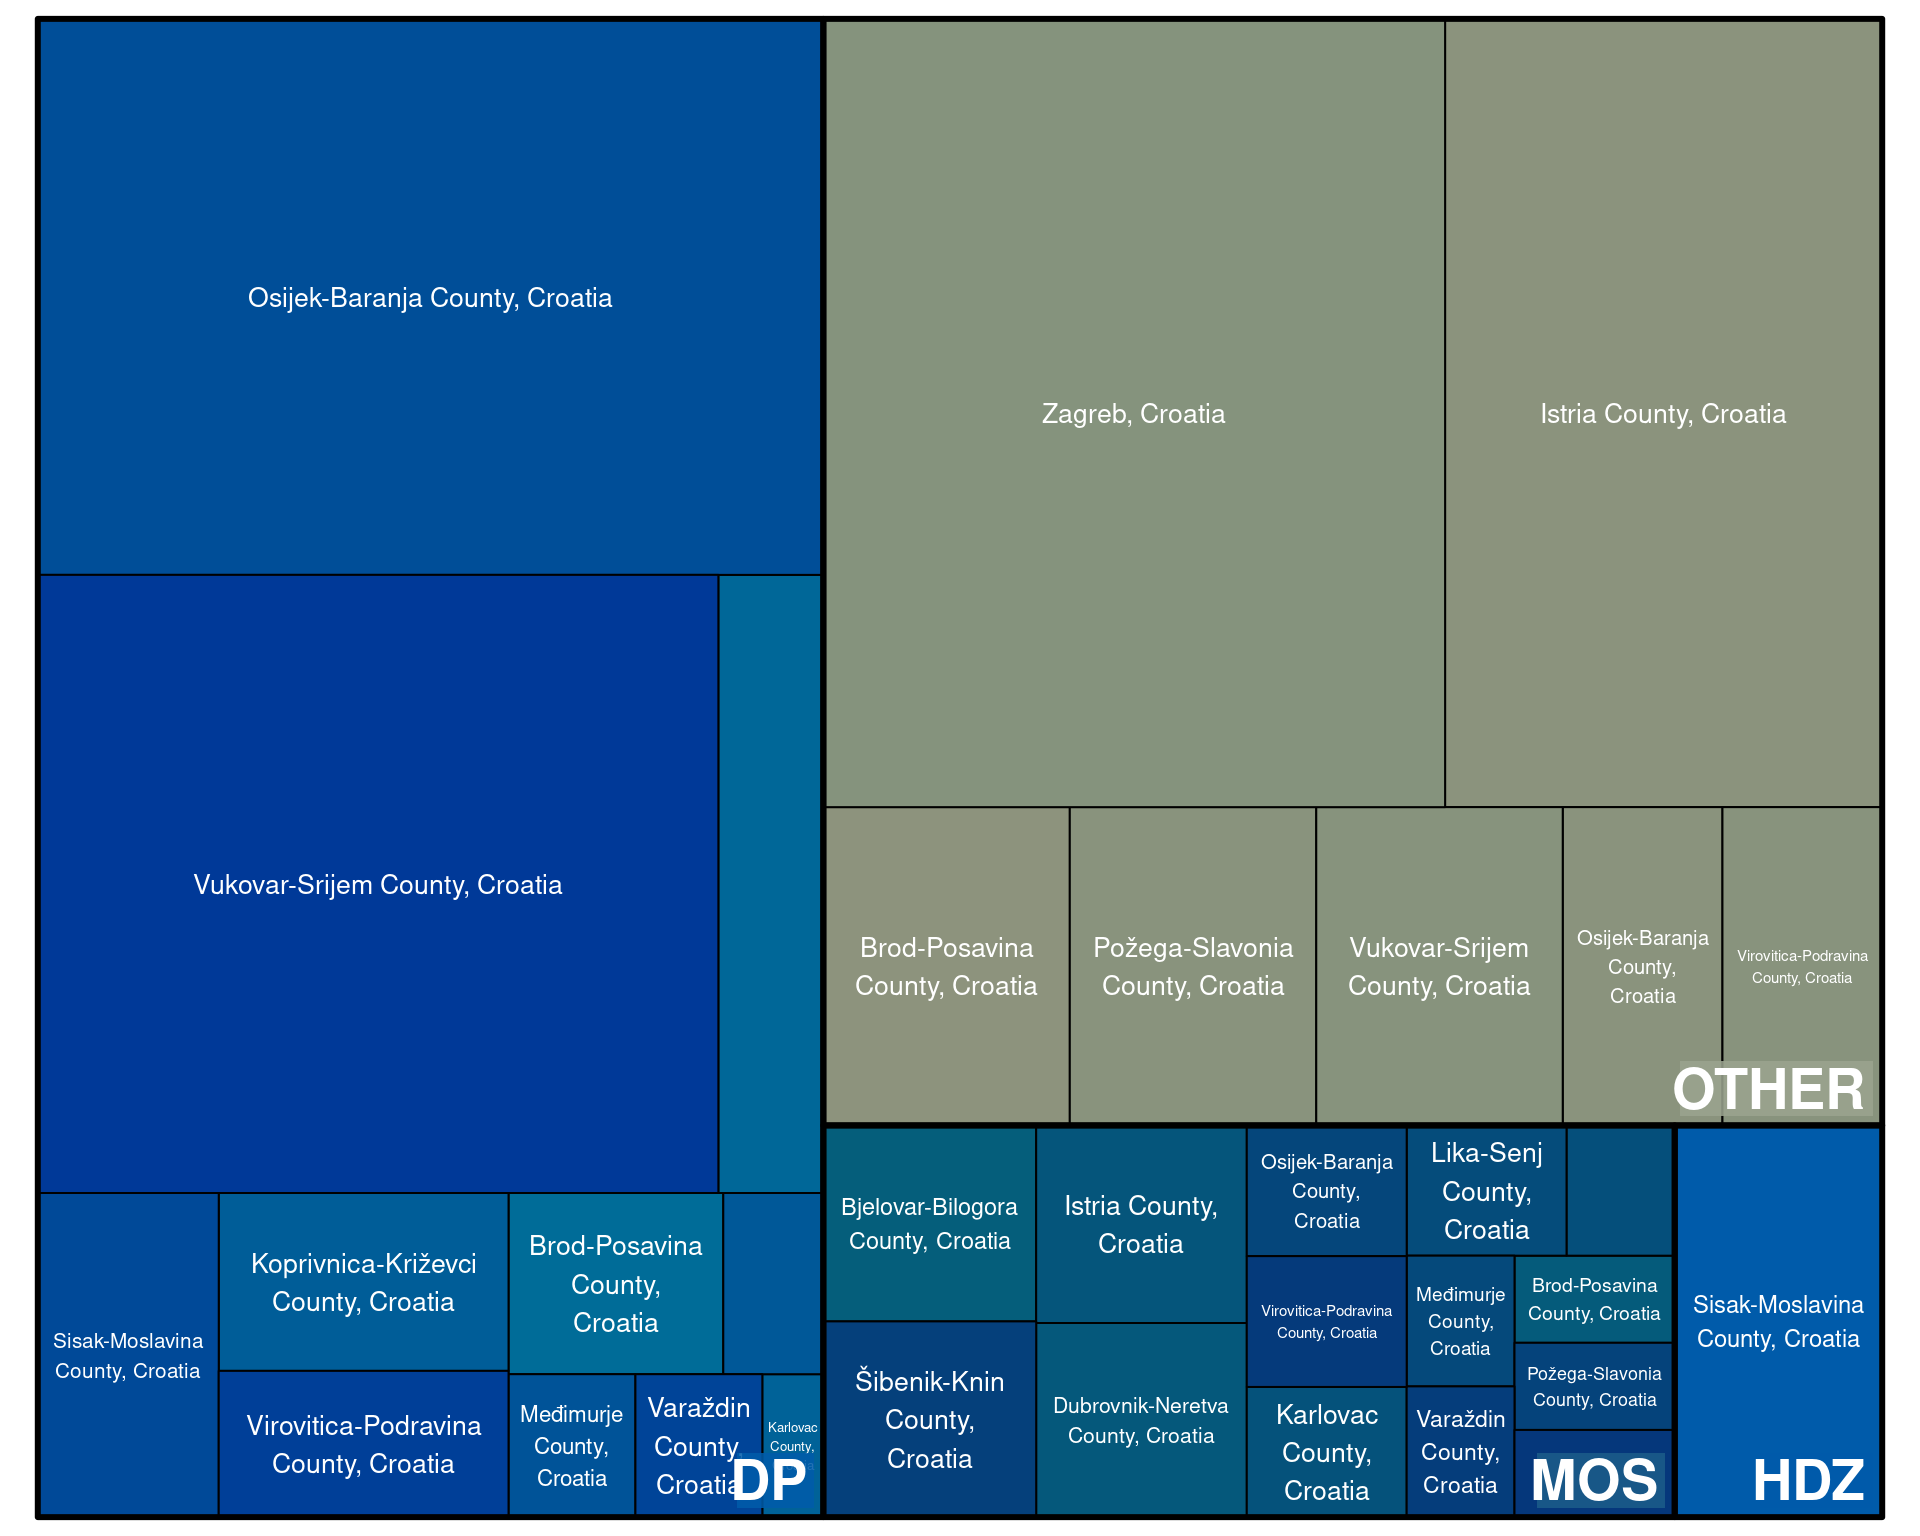 Osijek-Baranja County, Croatia
Vukovar-Srijem County, Croatia
Sisak-Moslavina
County, Croatia
Koprivnica-Križevci
County, Croatia
Virovitica-Podravina
County, Croatia
Brod-Posavina
County,
Croatia
Međimurje
County,
Croatia
Varaždin
County,
Croatia
Karlovac
County,
DP
Zagreb, Croatia
Istria County, Croatia
Brod-Posavina
County, Croatia
Požega-Slavonia
County, Croatia
Vukovar-Srijem
County, Croatia
Osijek-Baranja
County,
Croatia
Virovitica-Podravina
County, Croatia
OTHER
Bjelovar-Bilogora
County, Croatia
Šibenik-Knin
County,
Croatia
Istria County,
Croatia
Dubrovnik-Neretva
County, Croatia
Osijek-Baranja
County,
Croatia
Virovitica-Podravina
County, Croatia
Karlovac
County,
Croatia
Lika-Senj
County,
Croatia
Međimurje
County,
Croatia
Varaždin
County,
Croatia
Brod-Posavina
County, Croatia
Požega-Slavonia
County, Croatia
MOS
Sisak-Moslavina
County, Croatia
HDZ